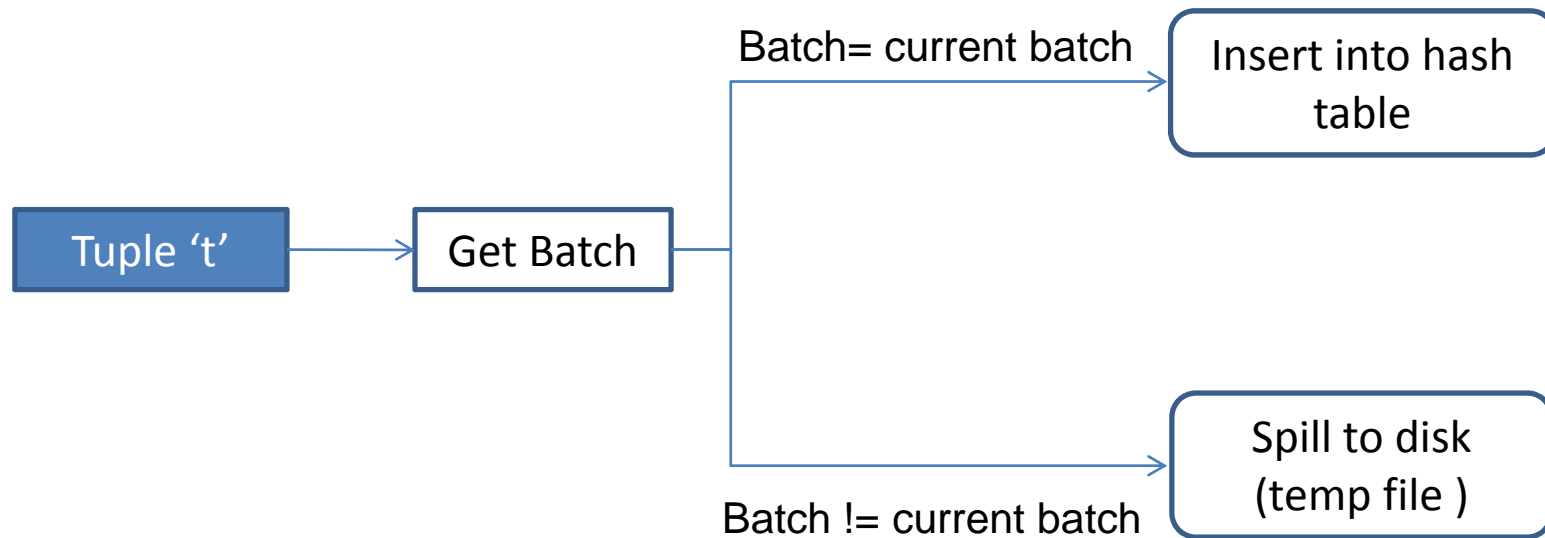 Batch= current batch
Insert into hash
table
Tuple ‘t’
Get Batch
Spill to disk
(temp file )
Batch != current batch